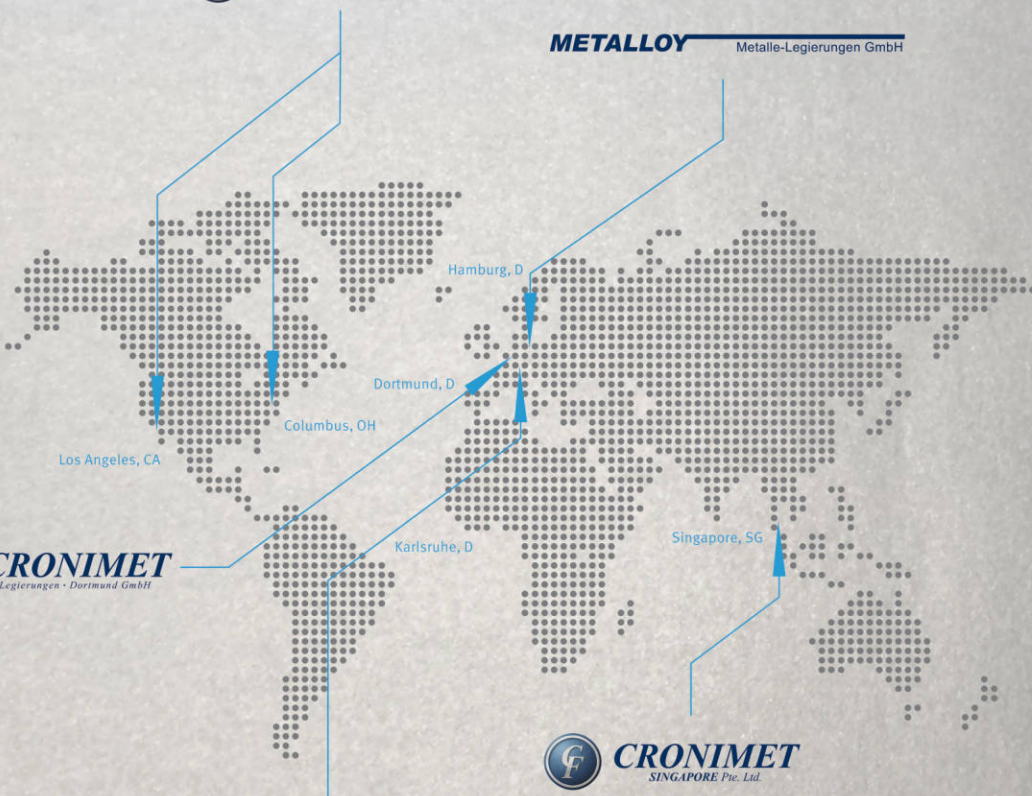 METALLOY Metalle-Legierungen GmbH
Hamburg, D
Dortmund, D
Columbus, OH
Los Angeles, CA
Karlsruhe, D
Singapore, SG
CRONIMET
Legierungen • Dortmund GmbH
CF CRONIMET
SINGAPORE Pte. Ltd.